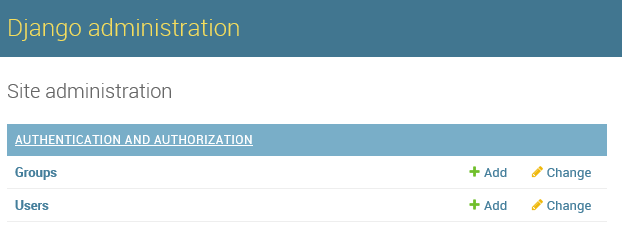 Django administration
Site administration
AUTHENTICATION AND AUTHORIZATION
Groups Add Change
Users Add Change